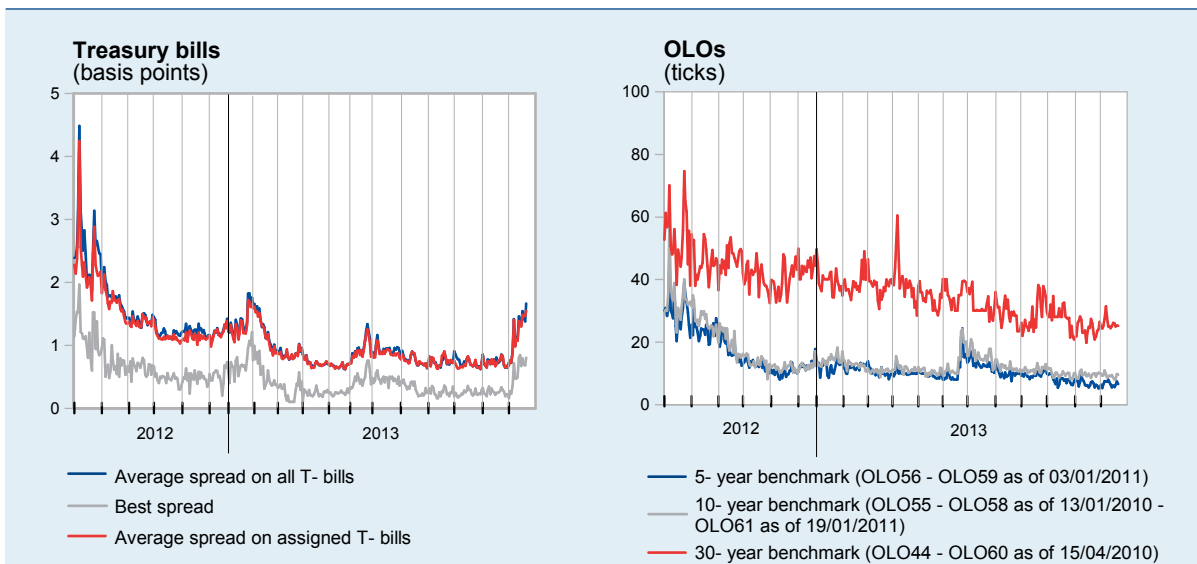 Treasury bills
(basis points)
5
4
3
2
1
0
2012
2013
Average spread on all T- bills
Best spread
Average spread on assigned T- bills
OLOs
(ticks)
100
80
60
40
20
0
2012
2013
5- year benchmark (OLO56 - OLO59 as of 03/01/2011)
10- year benchmark (OLO55 - OLO58 as of 13/01/2010 -
OLO61 as of 19/01/2011)
30- year benchmark (OLO44 - OLO60 as of 15/04/2010)